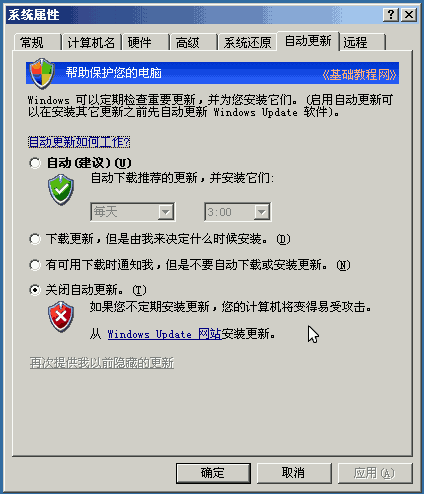 系统属性
常规 计算机名 硬件 高级 系统还原 自动更新 远程
帮助保护您的电脑 《基础教程网》
Windows 可以定期检查重要更新，并为您安装它们。(启用自动更新可
以在安装其它更新之前先自动更新 Windows Update 软件)。
自动更新如何工作?
自动(建议)(U)
自动下载推荐的更新，并安装它们:
每天 3:00
下载更新，但是由我来决定什么时候安装。(D)
有可用下载时通知我，但是不要自动下载或安装更新。(N)
关闭自动更新。(T)
如果您不定期安装更新，您的计算机将变得易受攻击。
从 Windows Update 网站安装更新。
再次提供我以前隐藏的更新
确定 取消 应用(A)